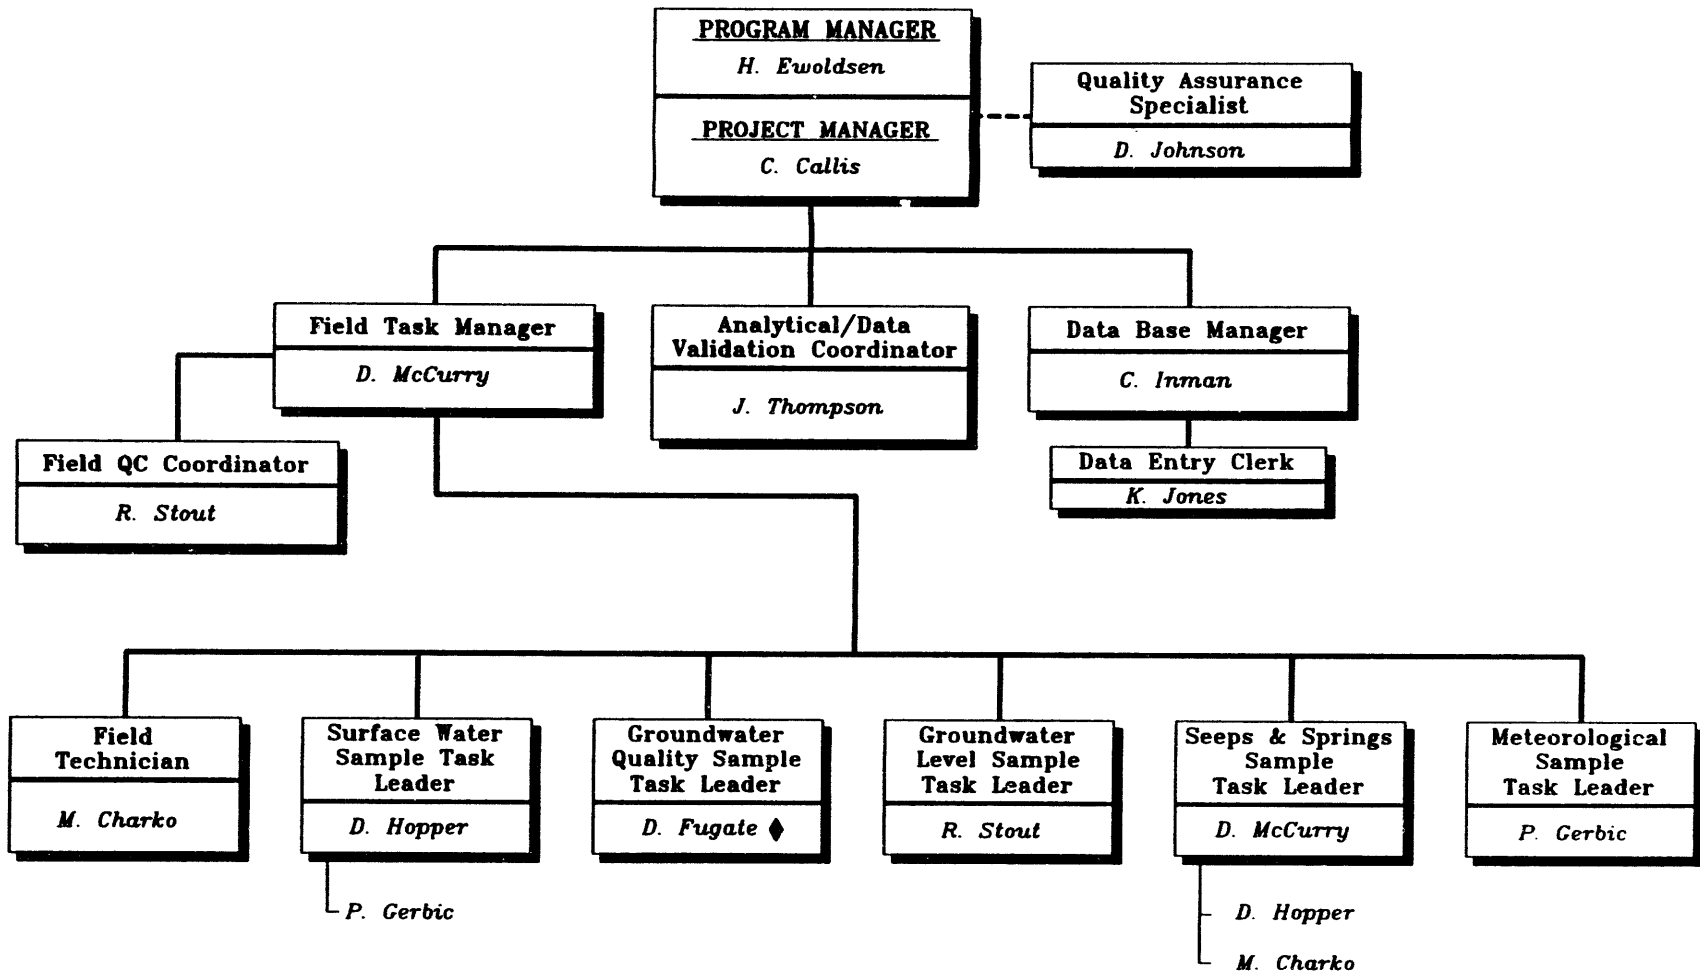 PROGRAM MANAGER
H. Ewoldsen
PROJECT MANAGER
C. Callis
Quality Assurance
Specialist
D. Johnson
Field Task Manager
D. McCurry
Analytical/Data
Validation Coordinator
J. Thompson
Data Base Manager
C. Inman
Field QC Coordinator
R. Stout
Data Entry Clerk
K. Jones
Field
Technician
M. Charko
Surface Water
Sample Task
Leader
D. Hopper
P. Gerbic
Groundwater
Quality Sample
Task Leader
D. Fugate ♦
Groundwater
Level Sample
Task Leader
R. Stout
Seeps & Springs
Sample
Task Leader
D. McCurry
D. Hopper
M. Charko
Meteorological
Sample
Task Leader
P. Gerbic